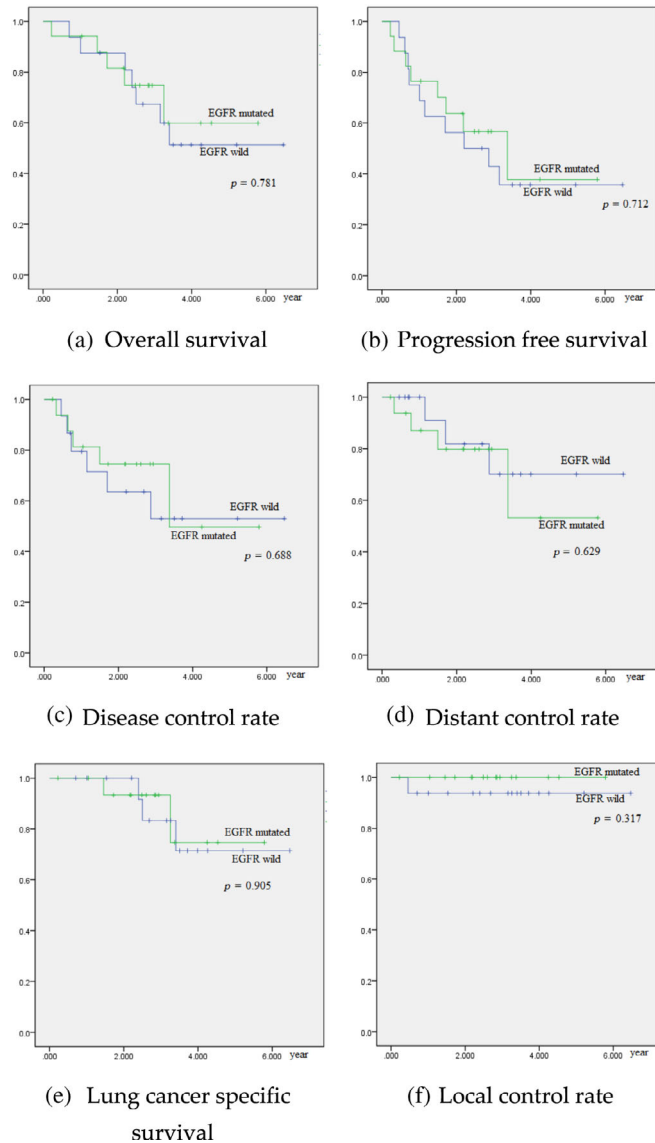 1.0
0.8
0.6
0.4
0.2
0.0
EGFR mutated
EGFR wild
p = 0.781
.000 2.000 4.000 6.000 year
(a) Overall survival
1.0
0.8
0.6
0.4
0.2
0.0
EGFR mutated
EGFR wild
p = 0.712
.000 2.000 4.000 6.000 year
(b) Progression free survival
1.0
0.8
0.6
0.4
0.2
0.0
EGFR wild
EGFR mutated
p = 0.688
.000 2.000 4.000 6.000 year
(c) Disease control rate
1.0
0.8
0.6
0.4
0.2
0.0
EGFR wild
EGFR mutated
p = 0.629
.000 2.000 4.000 6.000 year
(d) Distant control rate
1.0
0.8
0.6
0.4
0.2
0.0
EGFR mutated
EGFR wild
p = 0.905
.000 2.000 4.000 6.000 year
(e) Lung cancer specific
survival
1.0
0.8
0.6
0.4
0.2
0.0
EGFR mutated
EGFR wild
p = 0.317
.000 2.000 4.000 6.000 year
(f) Local control rate